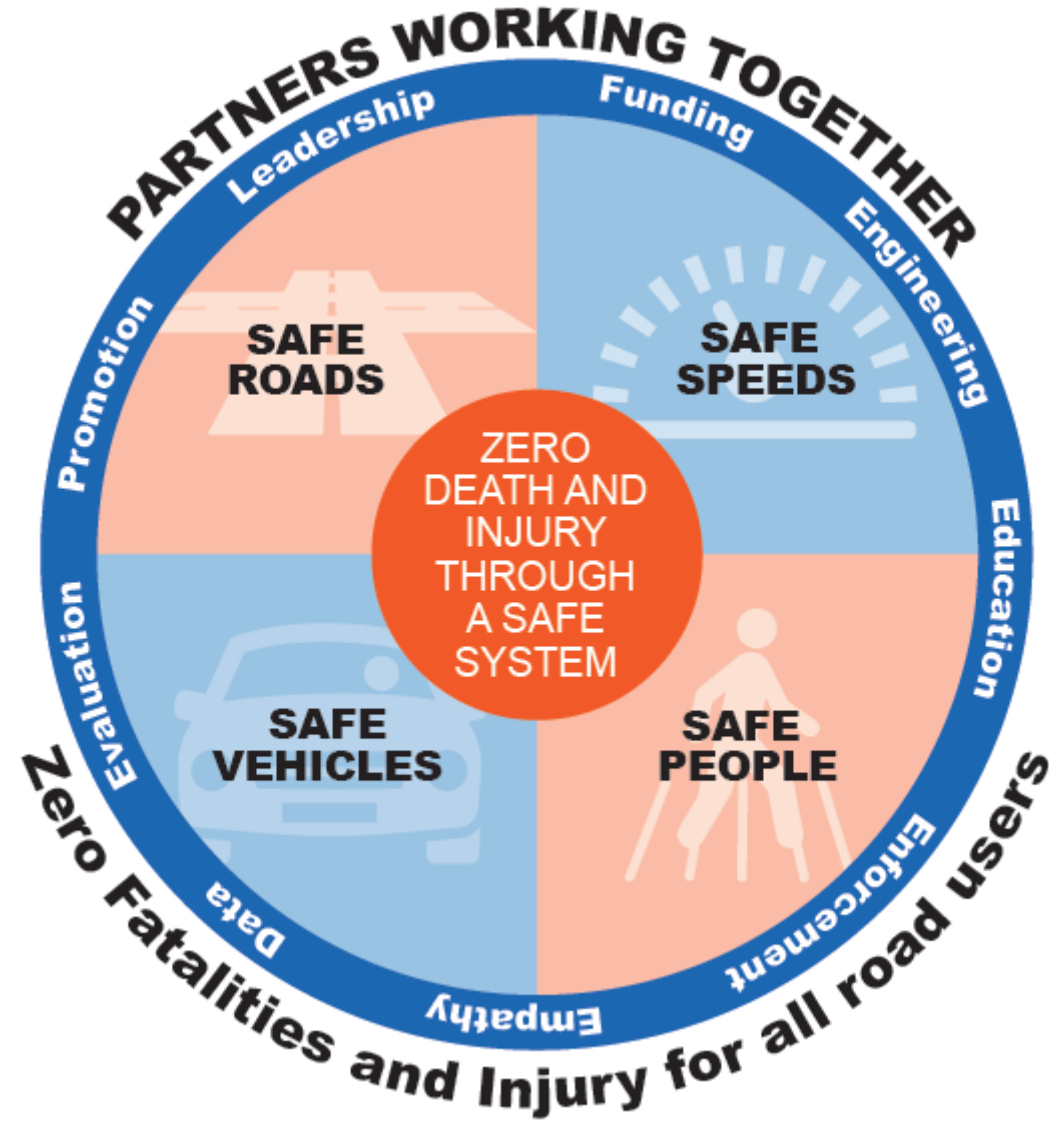 PARTNERS WORKING TOGETHER
Leadership
Funding
Engineering
Education
Enforcement
Empathy
Data
Evaluation
Promotion
SAFE
ROADS
SAFE
SPEEDS
ZERO
DEATH AND
INJURY
THROUGH
A SAFE
SYSTEM
SAFE
VEHICLES
SAFE
PEOPLE
Zero Fatalities and Injury for all road users